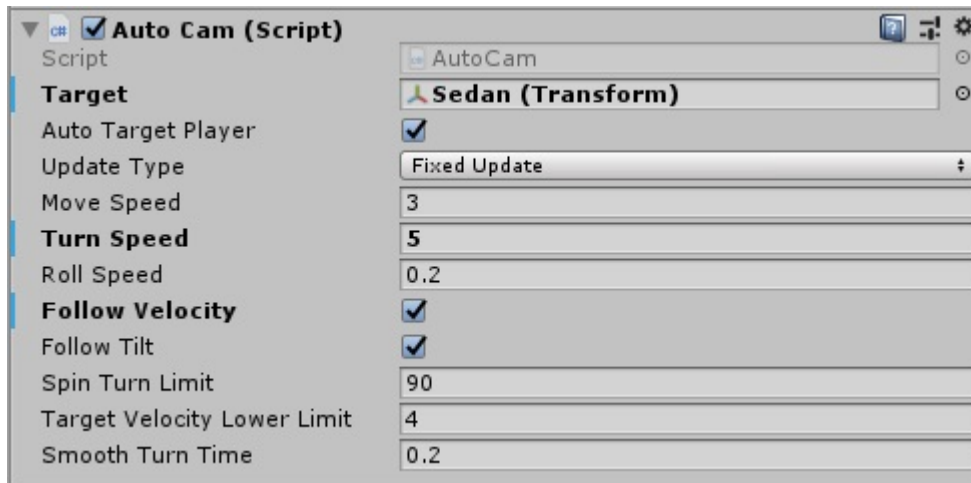 C# Auto Cam (Script)
Script AutoCam
Target Sedan (Transform)
Auto Target Player
Update Type Fixed Update
Move Speed 3
Turn Speed 5
Roll Speed 0.2
Follow Velocity
Follow Tilt
Spin Turn Limit 90
Target Velocity Lower Limit 4
Smooth Turn Time 0.2